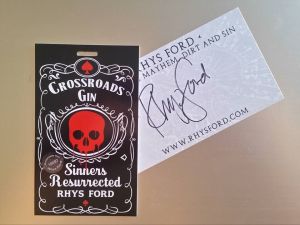 CROSSROADS
GIN
Sinners
Resurrected
RHYS FORD
RHYS FORD
MAYHEM, DIRT AND SIN
Rhys Ford
WWW.RHYSFORD.COM